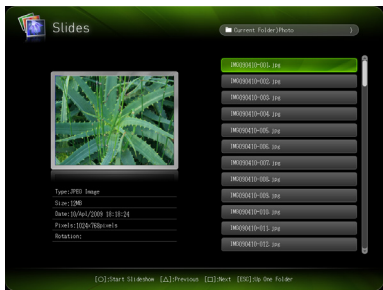 Slides
Current Folder)Photo )
IMG090410-001.jpg
IMG090410-002.jpg
IMG090410-003.jpg
IMG090410-004.jpg
IMG090410-005.jpg
IMG090410-006.jpg
IMG090410-007.jpg
IMG090410-008.jpg
IMG090410-009.jpg
IMG090410-010.jpg
IMG090410-011.jpg
IMG090410-012.jpg
Type:JPEG Image
Size:12MB
Date:10/Apl/2009 10:10:24
Pixels:1024×768pixels
Rotation:
[○]:Start Slideshow [△]:Previous [□]:Next [ESC]:Up One Folder